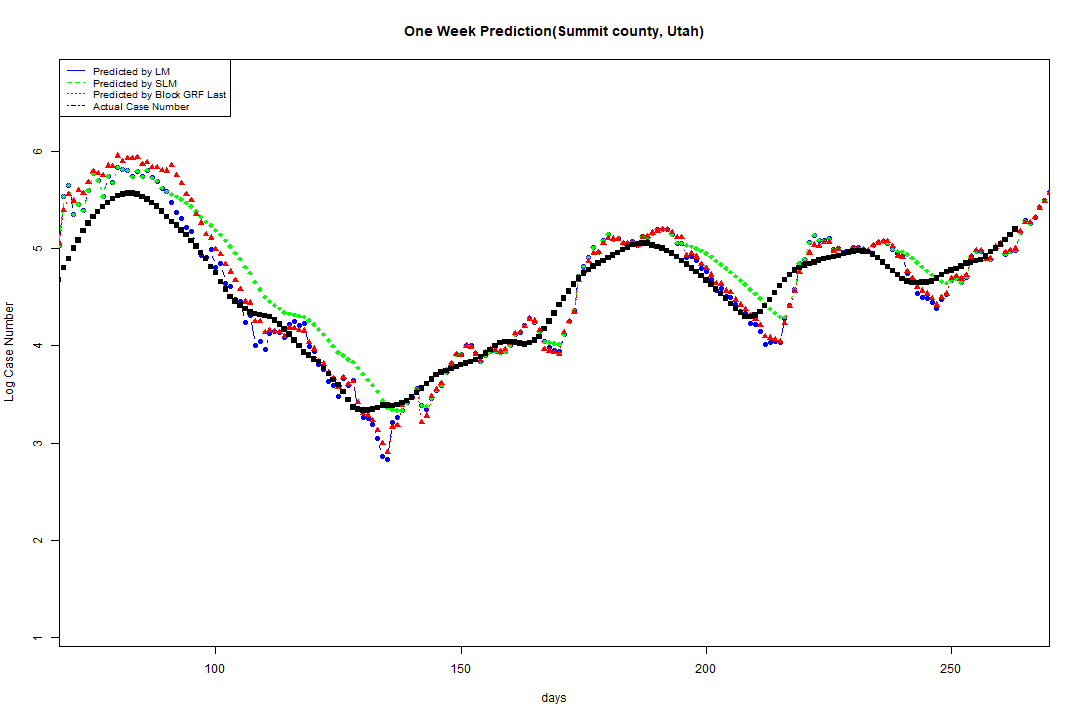 One Week Prediction(Summit county, Utah)
Predicted by LM
Predicted by SLM
Predicted by Block GRF Last
Actual Case Number
6
5
4
3
2
1
Log Case Number
100 150 200 250
days